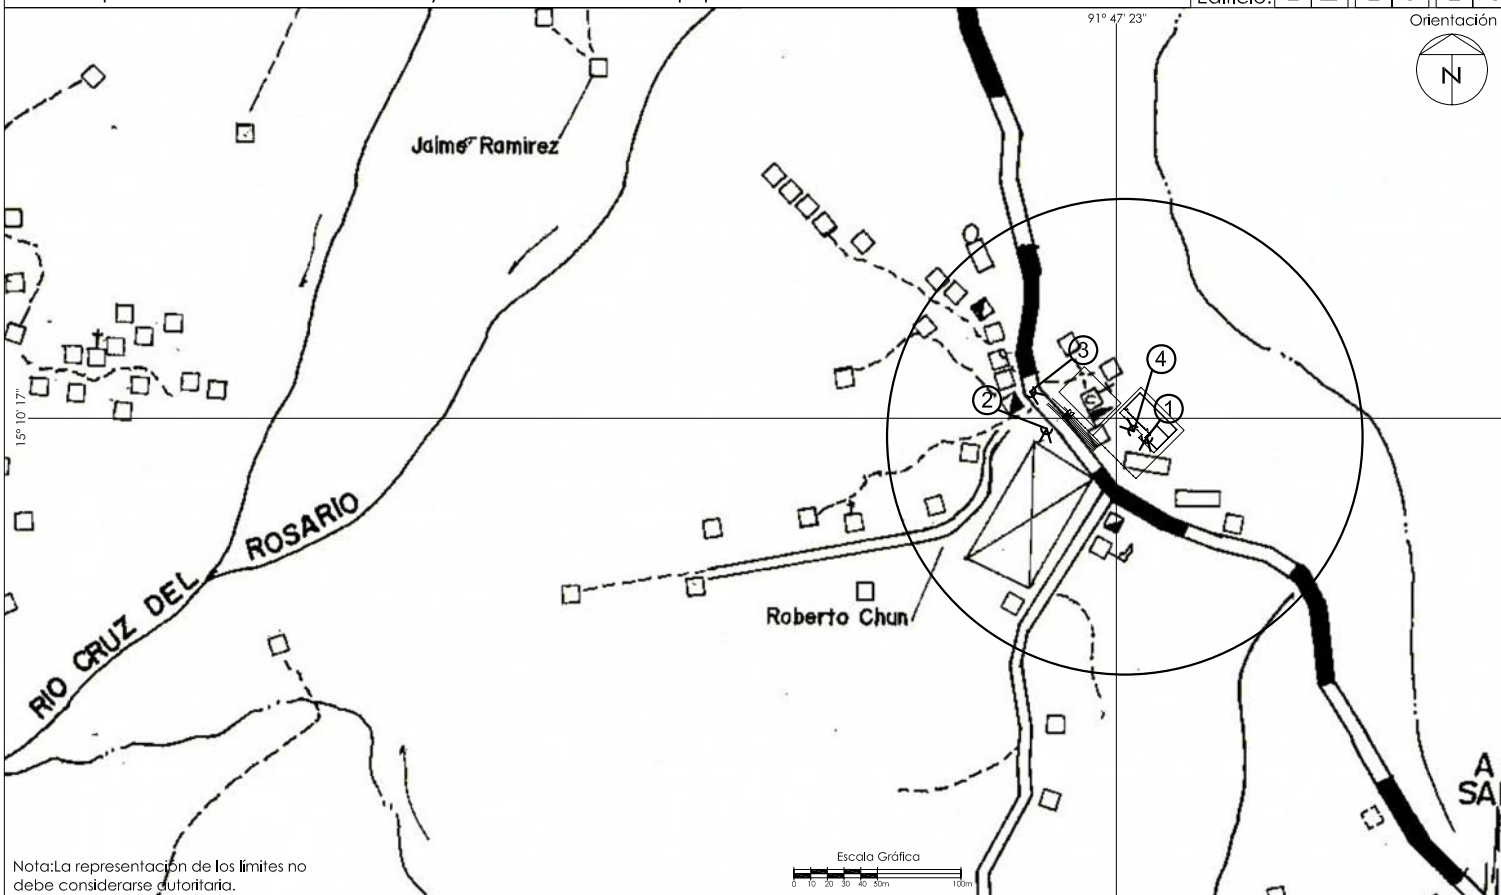 Edificio:
91° 47' 23"
Orientación
N
Jaime Ramirez
3
4
2
1
15° 10' 17"
ROSARIO
RIO CRUZ DEL
Roberto Chun
A
Nota:La representación de los límites no
debe considerarse autoritaria.
Escala Gráfica
0 10 20 30 40 50m 100m